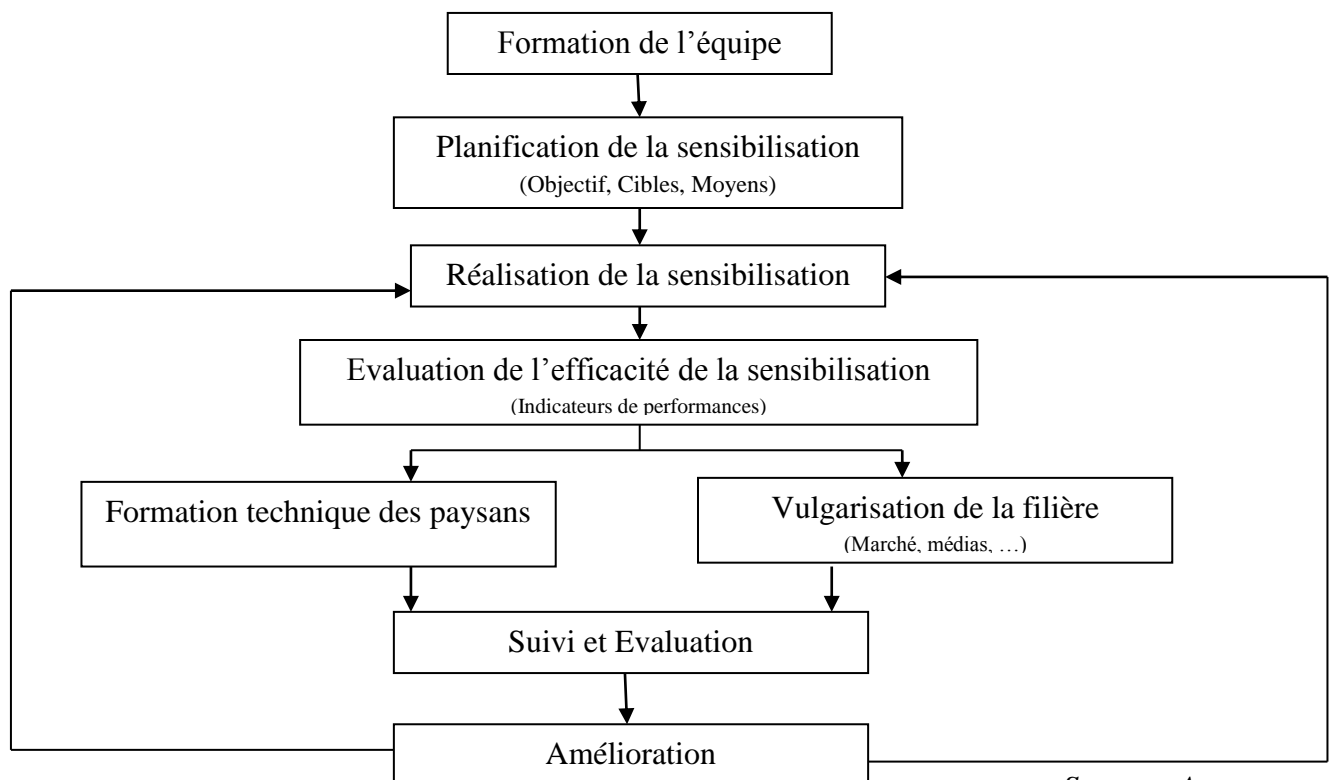 Formation de l’équipe
Planification de la sensibilisation
(Objectif, Cibles, Moyens)
Réalisation de la sensibilisation
Evaluation de l’efficacité de la sensibilisation
(Indicateurs de performances)
Formation technique des paysans
Vulgarisation de la filière
(Marché, médias, …)
Suivi et Evaluation
Amélioration